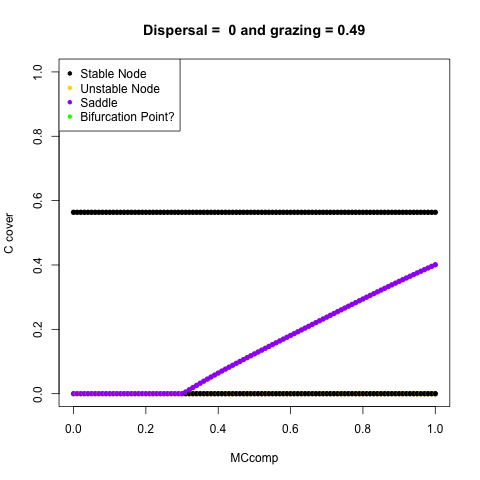 Dispersal =  0 and grazing = 0.49
Stable Node
Unstable Node
Saddle
Bifurcation Point?
C cover
1.0
0.8
0.6
0.4
0.2
0.0
0.0 0.2 0.4 0.6 0.8 1.0
MCcomp